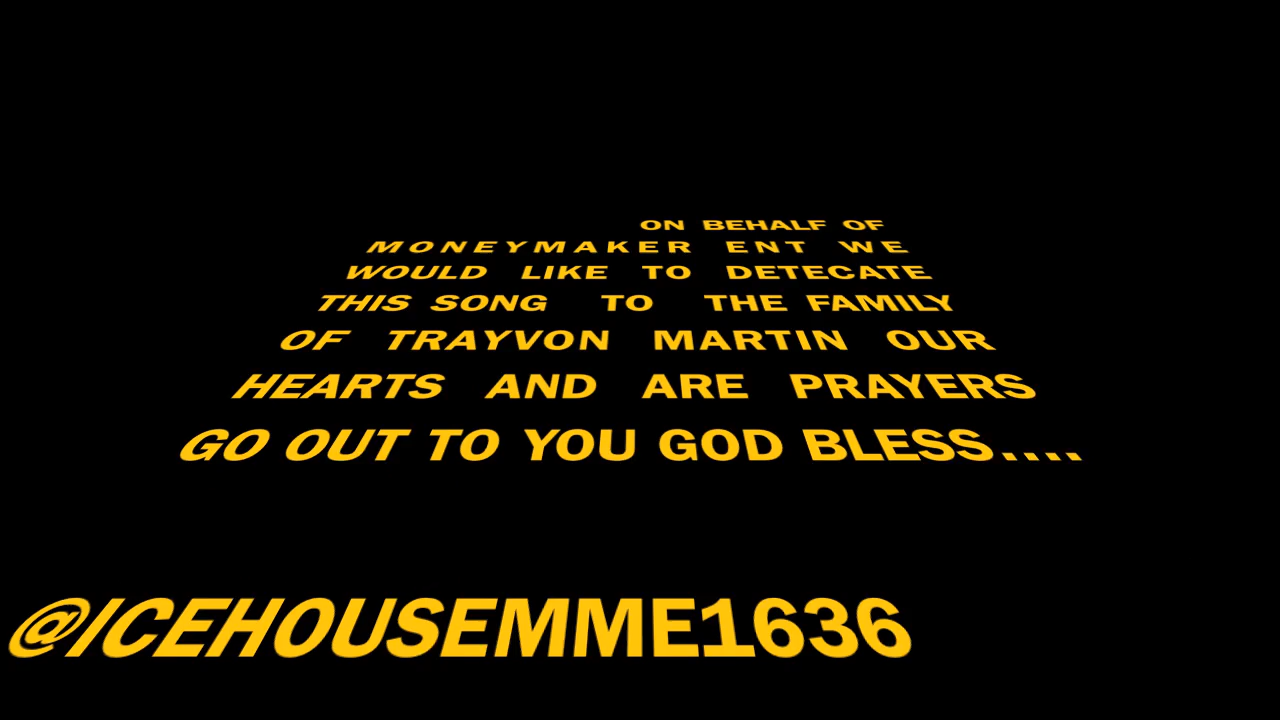 ON BEHALF OF
MONEYMAKER ENT WE
WOULD LIKE TO DETECATE
THIS SONG TO THE FAMILY
OF TRAYVON MARTIN OUR
HEARTS AND ARE PRAYERS
GO OUT TO YOU GOD BLESS....
@ICEHOUSEMME1636